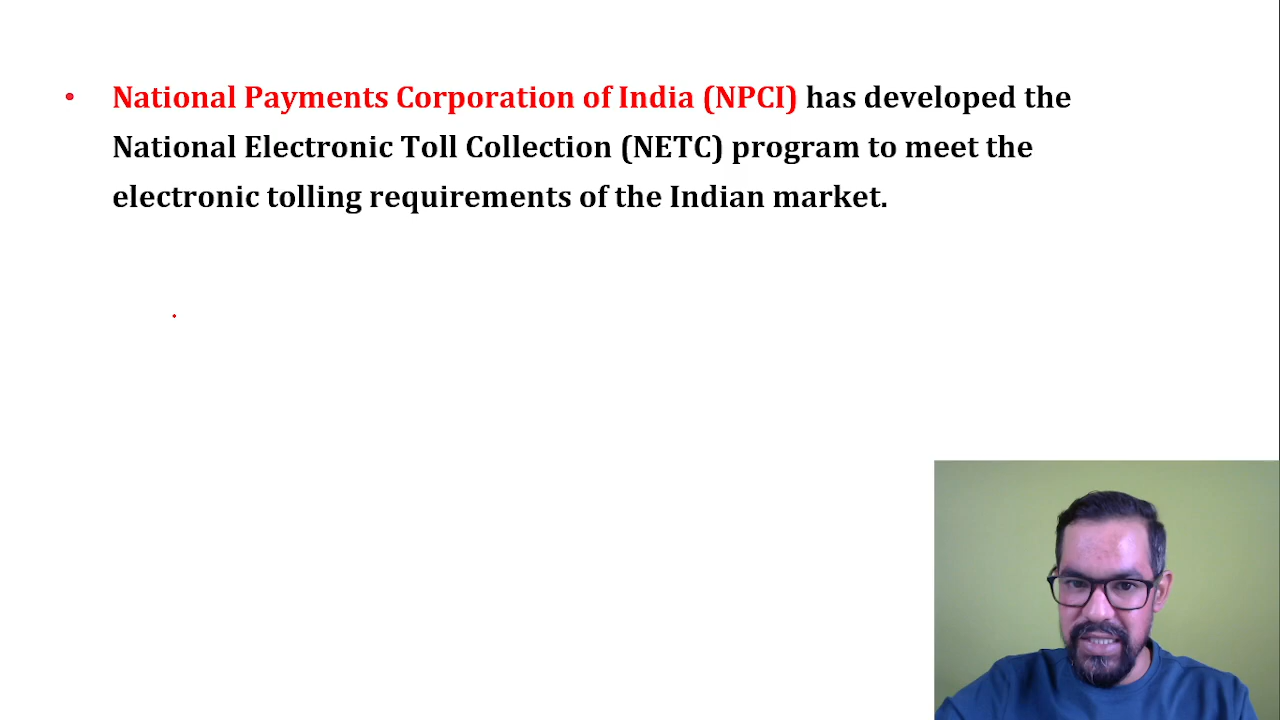 • National Payments Corporation of India (NPCI) has developed the
National Electronic Toll Collection (NETC) program to meet the
electronic tolling requirements of the Indian market.